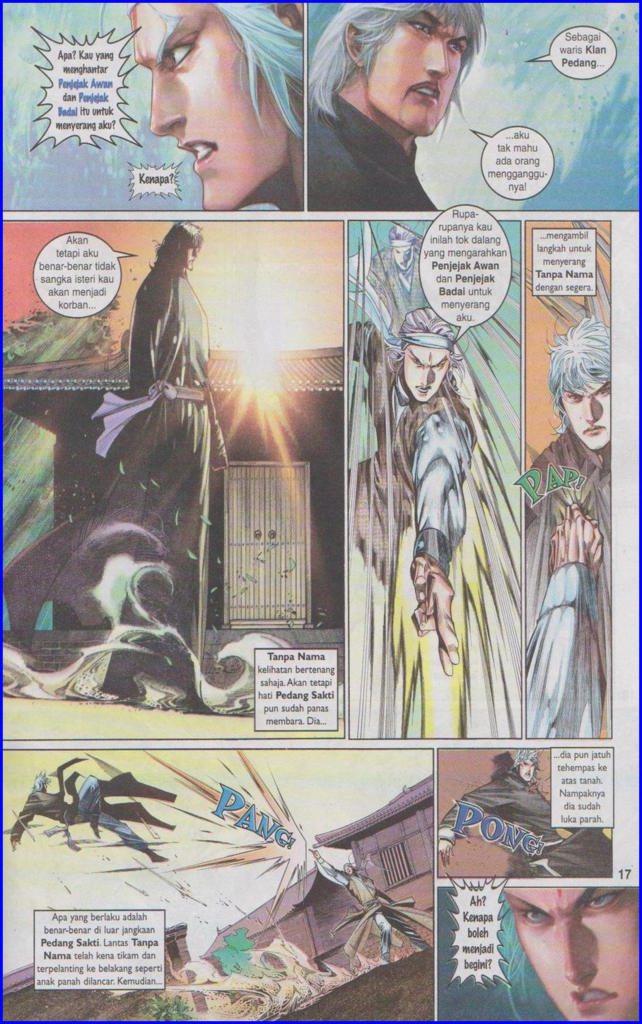 Apa? Kau yang
menghantar
Penjejak Awan
dan Penjejak
Badai itu untuk
menyerang aku?
Kenapa?
Sebagai
waris Klan
Pedang...
...aku
tak mahu
ada orang
mengganggu-
nya!
Akan
tetapi aku
benar-benar tidak
sangka isteri kau
akan menjadi
korban...
Tanpa Nama
kelihatan bertenang
sahaja. Akan tetapi
hati Pedang Sakti
pun sudah panas
membara. Dia...
Rupa-
rupanya kau
inilah tok dalang
yang mengarahkan
Penjejak Awan
dan Penjejak
Badai untuk
menyerang
aku.
...mengambil
langkah untuk
menyerang
Tanpa Nama
dengan segera.
PAP!
PANG!
Apa yang berlaku adalah
benar-benar di luar jangkaan
Pedang Sakti. Lantas Tanpa
Nama telah kena tikam dan
terpelanting ke belakang seperti
anak panah dilancar. Kemudian...
...dia pun jatuh
tehempas ke
atas tanah.
Nampaknya
dia sudah
luka parah.
PONG!
17
Ah?
Kenapa
boleh
menjadi
begini?